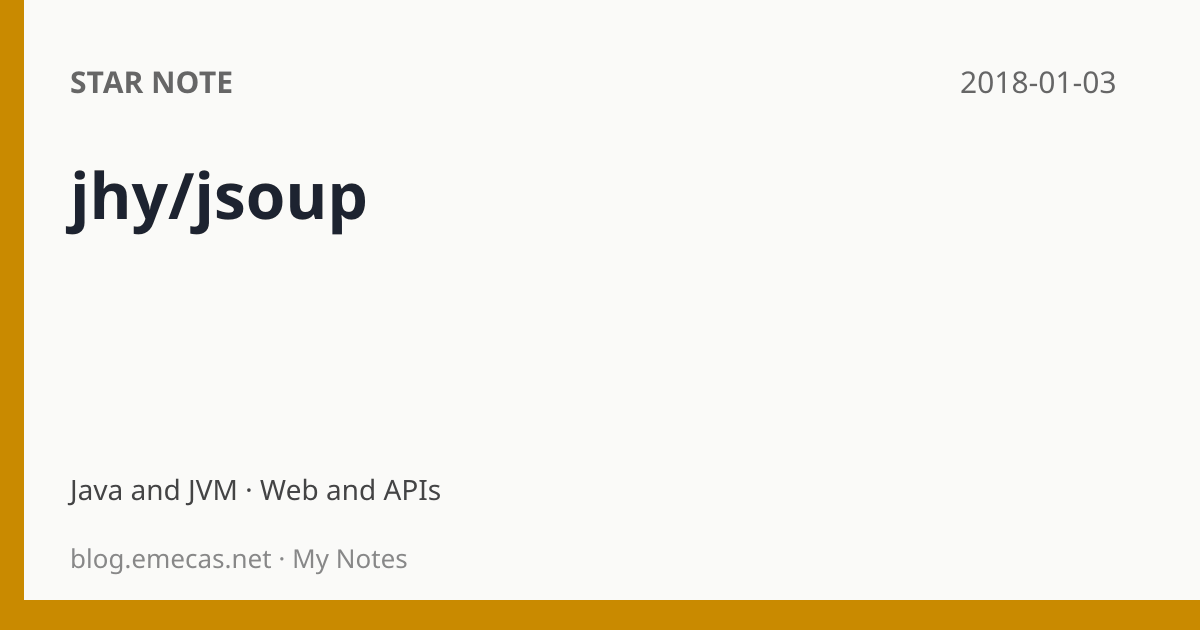 STAR NOTE
2018-01-03
jhy/jsoup
Java and JVM · Web and APIs
blog.emecas.net · My Notes